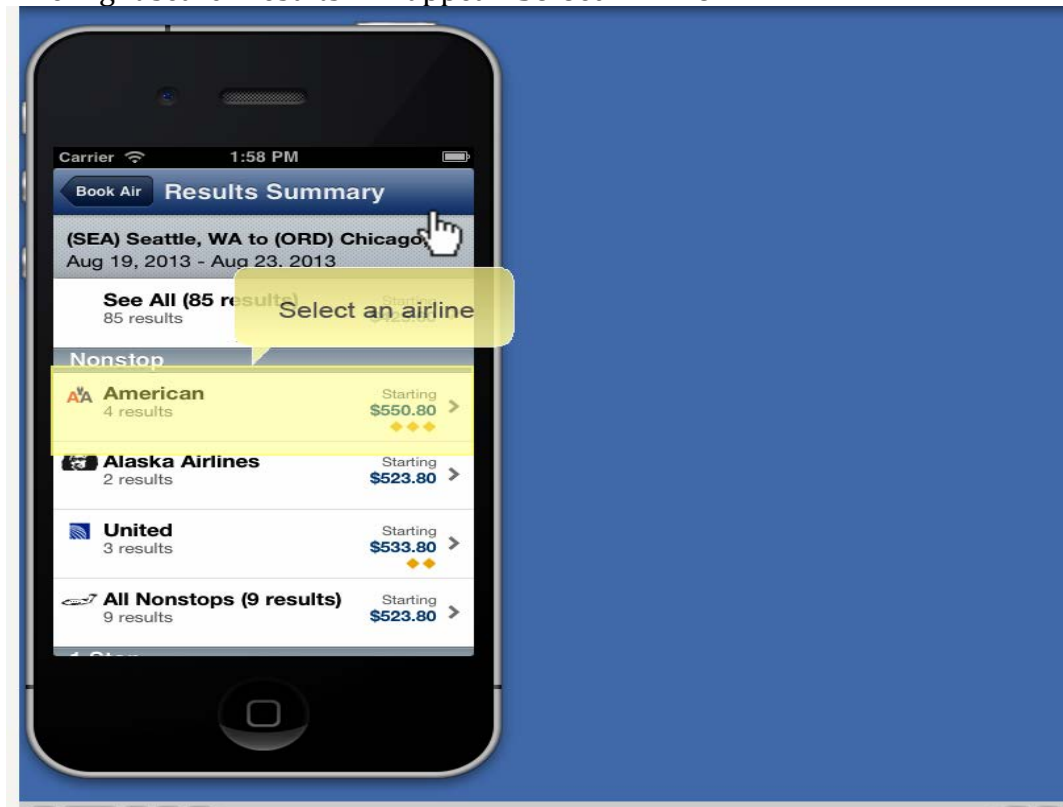 Carrier 1:58 PM
Book Air Results Summary
(SEA) Seattle, WA to (ORD) Chicago,
Aug 19, 2013 - Aug 23, 2013
See All (85 results) Starting
85 results
Select an airline
Nonstop
American Starting
4 results $550.80
Alaska Airlines Starting
2 results $523.80
United Starting
3 results $533.80
All Nonstops (9 results) Starting
9 results $523.80